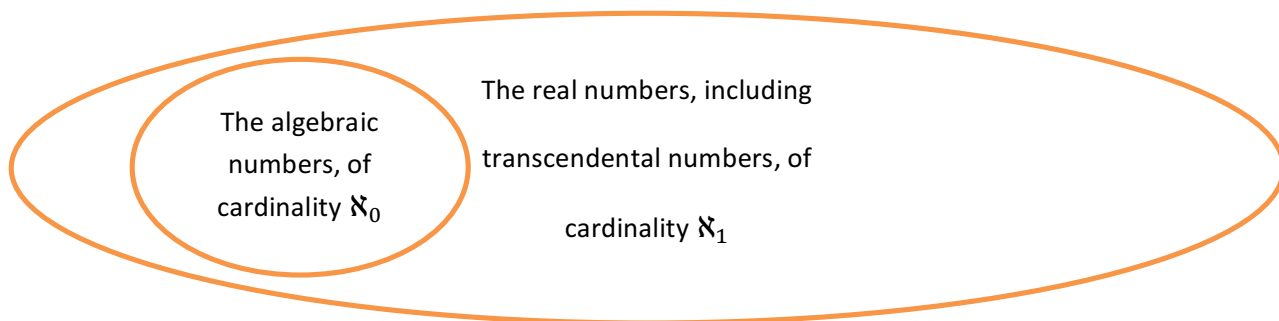 The algebraic
numbers, of
cardinality ℵ₀
The real numbers, including
transcendental numbers, of
cardinality ℵ₁